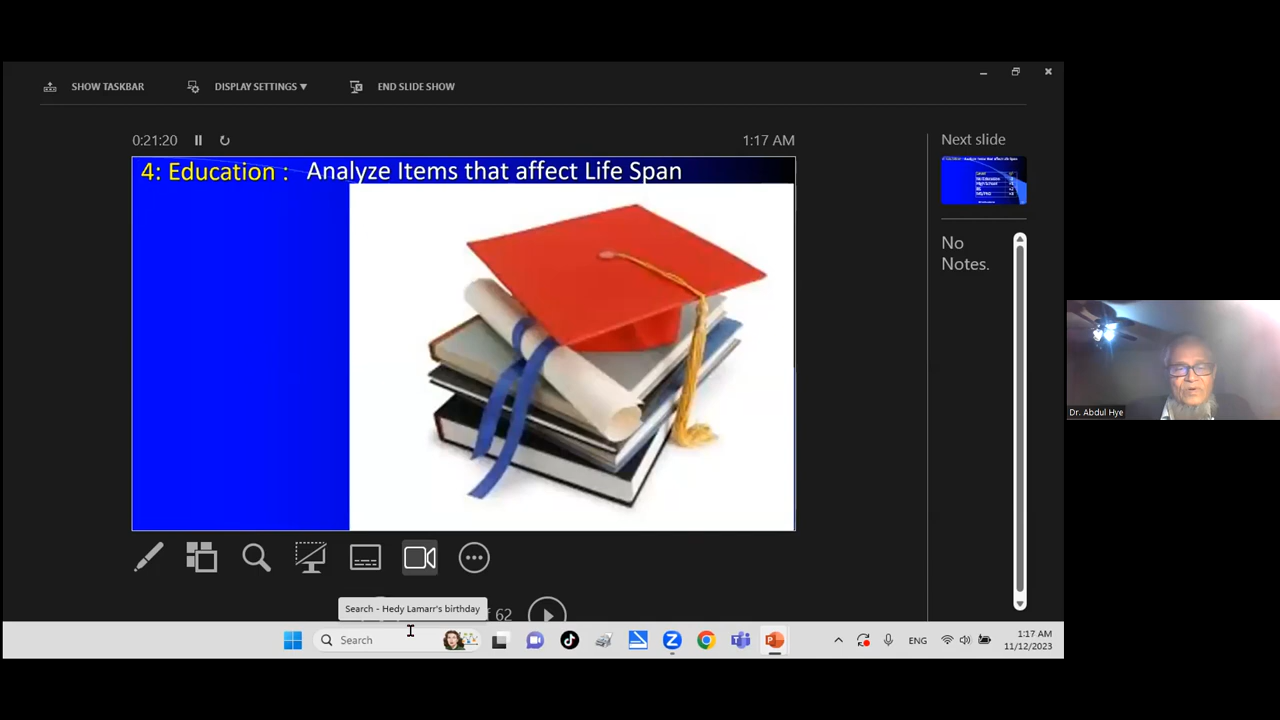 SHOW TASKBAR
DISPLAY SETTINGS ▼
END SLIDE SHOW
0:21:20
1:17 AM
Next slide
4: Education : Analyze Items that affect Life Span
No
Notes.
Dr. Abdul Hye
Search - Hedy Lamarr's birthday
62
Search
ENG
1:17 AM
11/12/2023